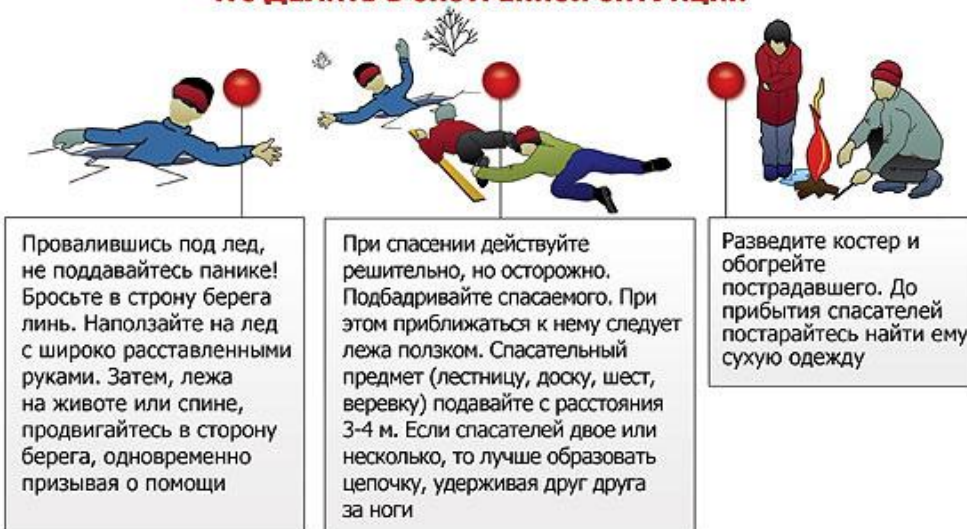 Провалившись под лед,
не поддавайтесь панике!
Бросьте в строну берега
линь. Наползайте на лед
с широко расставленными
руками. Затем, лежа
на животе или спине,
продвигайтесь в сторону
берега, одновременно
призывая о помощи
При спасении действуйте
решительно, но осторожно.
Подбадривайте спасаемого. При
этом приближаться к нему следует
лежа ползком. Спасательный
предмет (лестницу, доску, шест,
веревку) подавайте с расстояния
3-4 м. Если спасателей двое или
несколько, то лучше образовать
цепочку, удерживая друг друга
за ноги
Разведите костер и
обогрейте
пострадавшего. До
прибытия спасателей
постарайтесь найти ему
сухую одежду